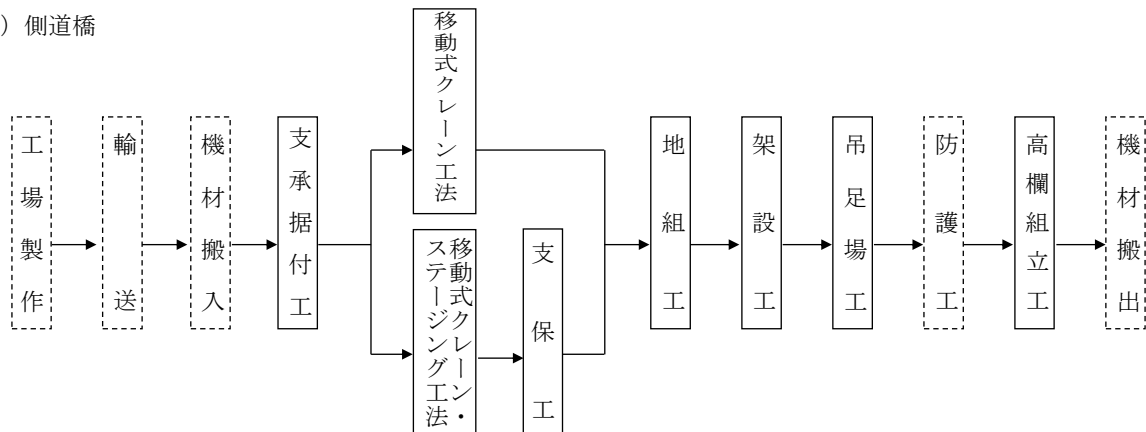 ）側道橋
工場製作
輸送
機材搬入
支承据付工
移動式クレーン工法
移動式クレーン・
ステージング工法
支保工
地組工
架設工
吊足場工
防護工
高欄組立工
機材搬出